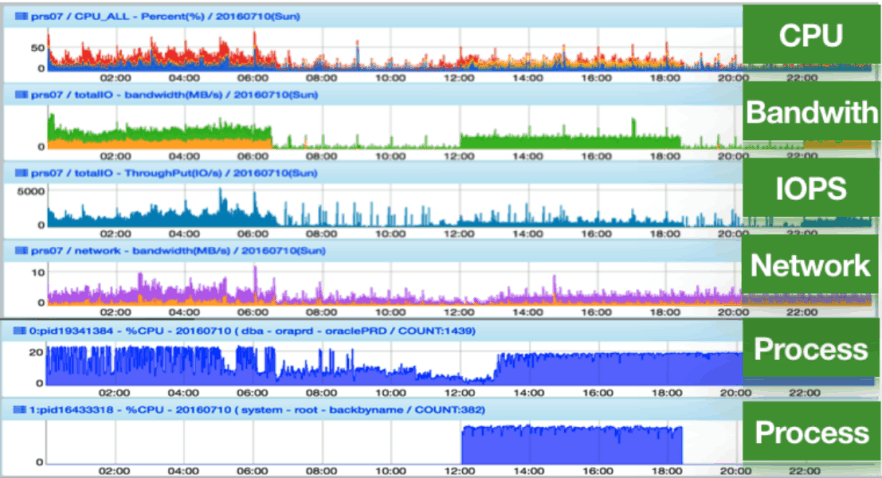 prs07 / CPU_ALL - Percent(%) / 20160710(Sun)
CPU
50
0
02:00 04:00 06:00 08:00 10:00 12:00 14:00 16:00 18:00 20:00 22:00
prs07 / totalIO - bandwidth(MB/s) / 20160710(Sun)
Bandwith
0
02:00 04:00 06:00 08:00 10:00 12:00 14:00 16:00 18:00 20:00 22:00
prs07 / totalIO - ThroughPut(IO/s) / 20160710(Sun)
IOPS
5000
0
02:00 04:00 06:00 08:00 10:00 12:00 14:00 16:00 18:00 20:00 22:00
prs07 / network - bandwidth(MB/s) / 20160710(Sun)
Network
10
0
02:00 04:00 06:00 08:00 10:00 12:00 14:00 16:00 18:00 20:00 22:00
0:pid19341384 - %CPU - 20160710 ( dba - oraprd - oraclePRD / COUNT:1439)
Process
20
0
02:00 04:00 06:00 08:00 10:00 12:00 14:00 16:00 18:00 20:00 22:00
1:pid16433318 - %CPU - 20160710 ( system - root - backbyname / COUNT:382)
Process
0
02:00 04:00 06:00 08:00 10:00 12:00 14:00 16:00 18:00 20:00 22:00